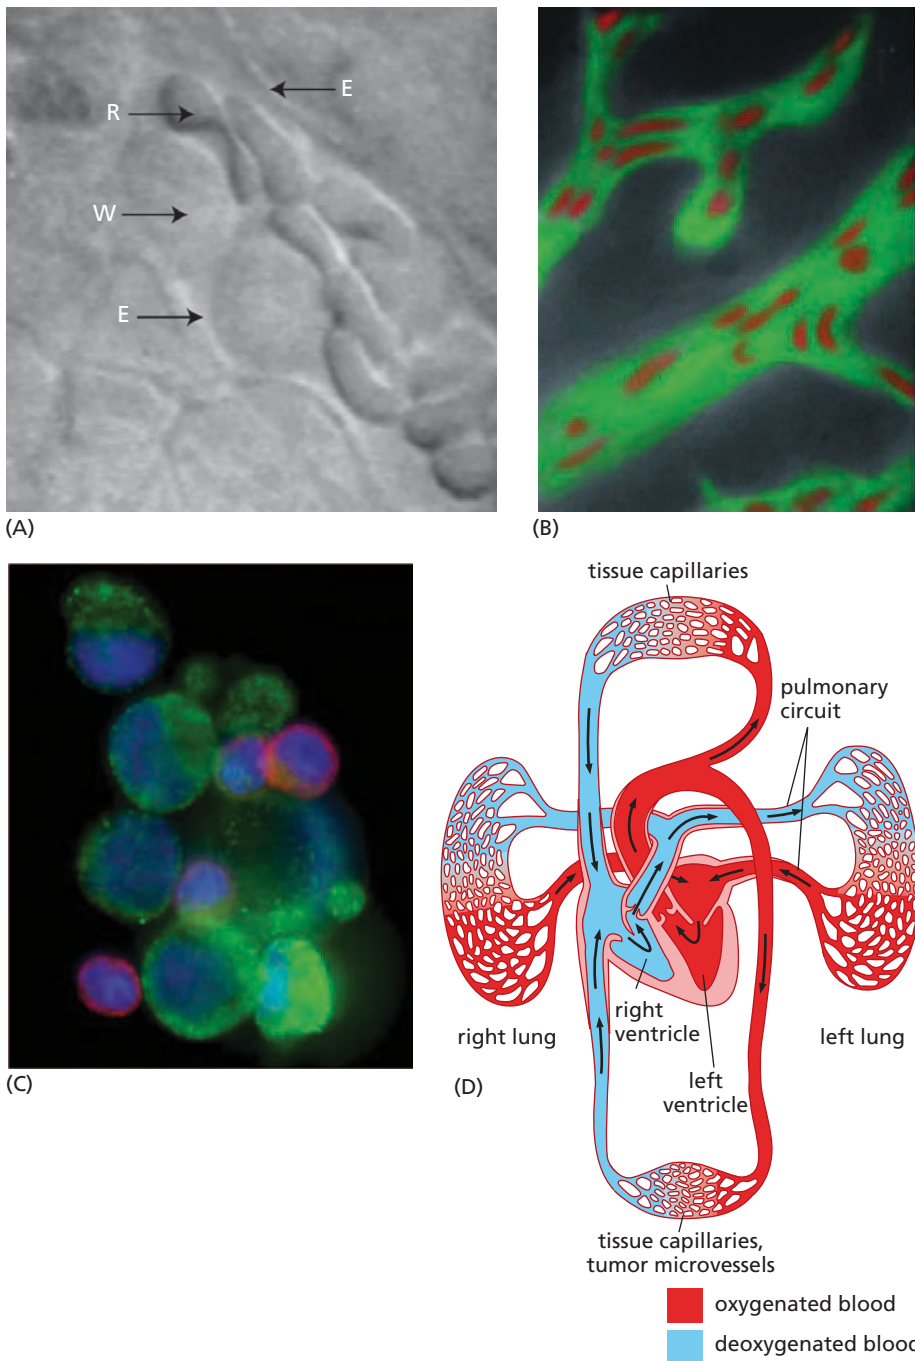 E
R
W
E
(A)
(B)
(C)
tissue capillaries
pulmonary
circuit
right lung
right
ventricle
left lung
left
ventricle
(D)
tissue capillaries,
tumor microvessels
oxygenated blood
deoxygenated blood